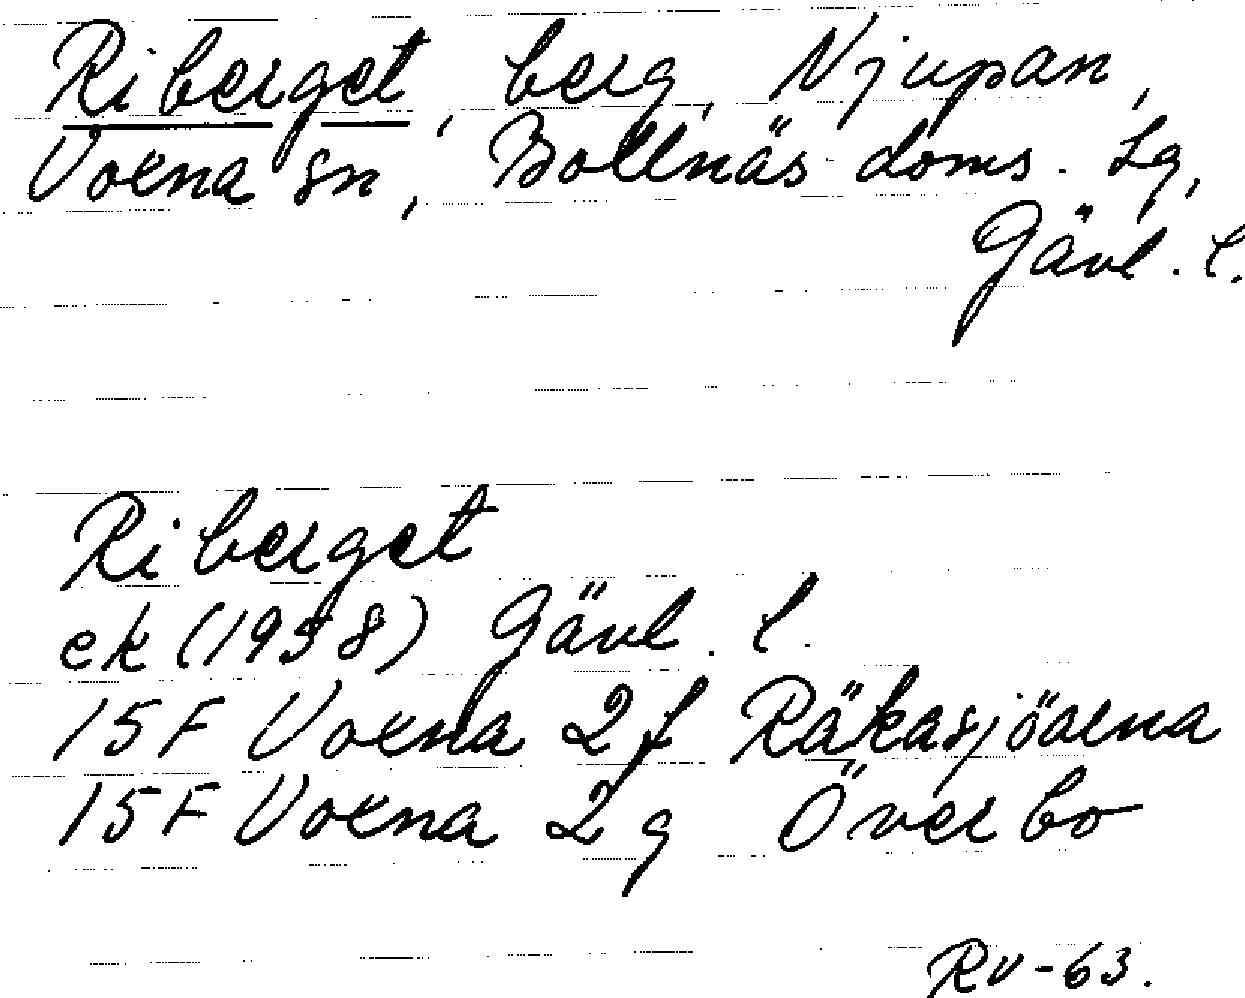 Riberget, berg, Njupan,
Voxna sn, Bollnäs doms. lg,
Gävl. l.
Riberget
ek (1958) Gävl. l.
15F Voxna 2f Räkasjöarna
15F Voxna 2g Överbo
RV-63.